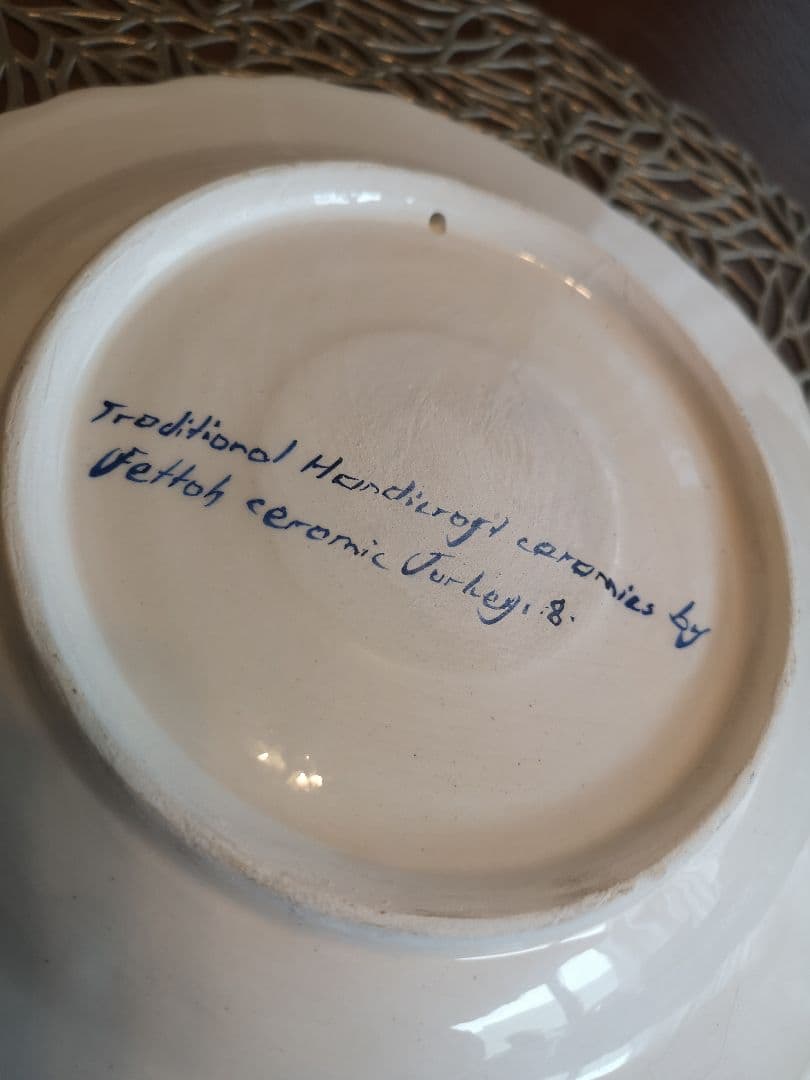 Traditional Handicraft ceramics by
Fettah ceramic Turkey. 8.